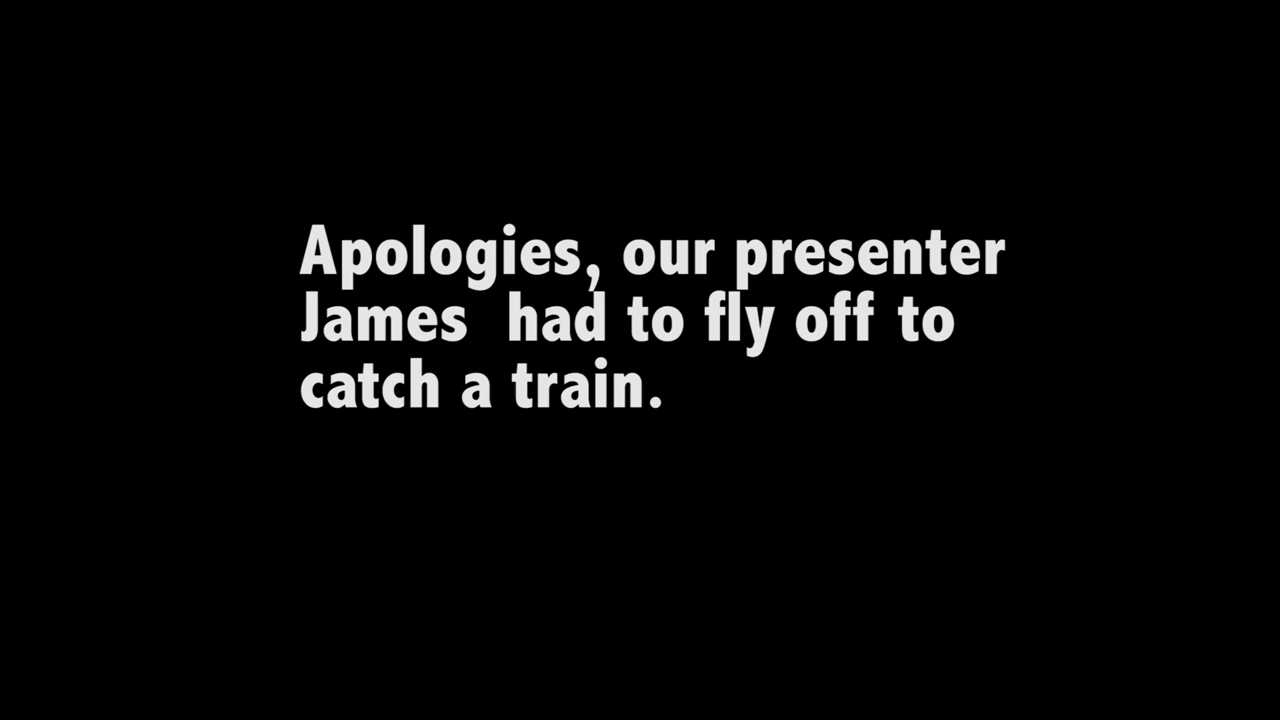 Apologies, our presenter
James  had to fly off to
catch a train.